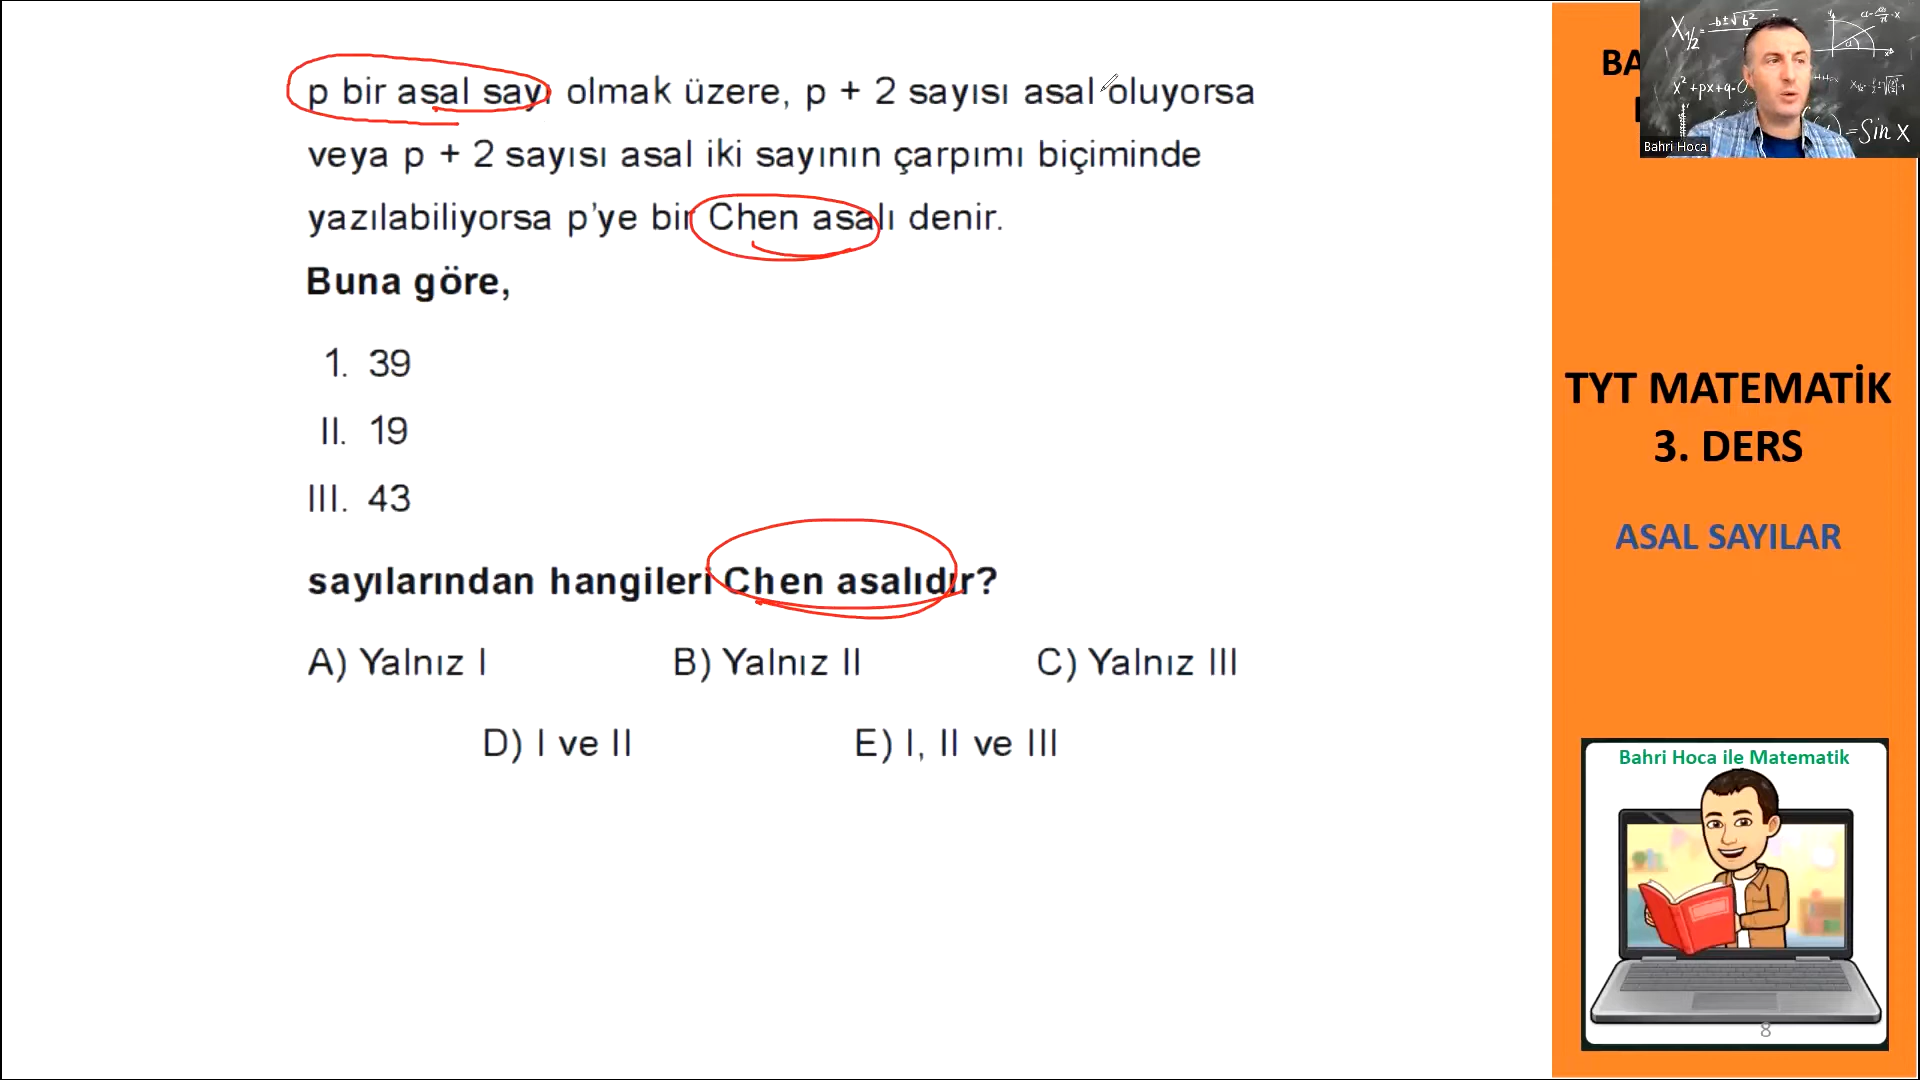 p bir asal sayı olmak üzere, p + 2 sayısı asal oluyorsa
veya p + 2 sayısı asal iki sayının çarpımı biçiminde
yazılabiliyorsa p’ye bir Chen asalı denir.
Buna göre,
1. 39
II. 19
III. 43
sayılarından hangileri Chen asalıdır?
A) Yalnız I
B) Yalnız II
C) Yalnız III
D) I ve II
E) I, II ve III
BA
Bahri Hoca
= Sin X
TYT MATEMATİK
3. DERS
ASAL SAYILAR
Bahri Hoca ile Matematik
8